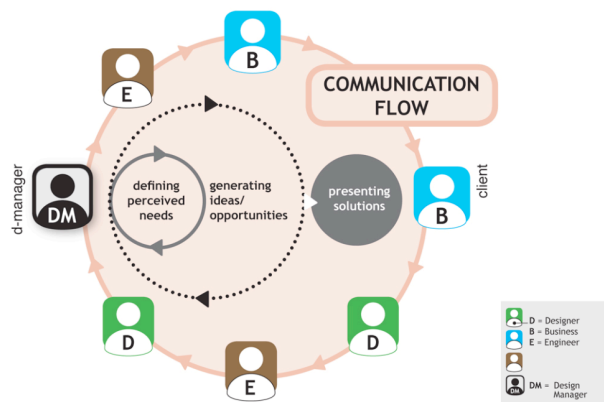 B
E
COMMUNICATION
FLOW
d-manager
DM
defining
perceived
needs
generating
ideas/
opportunities
presenting
solutions
B
client
D
E
D
D = Designer
B = Business
E = Engineer
DM = Design
Manager
DM